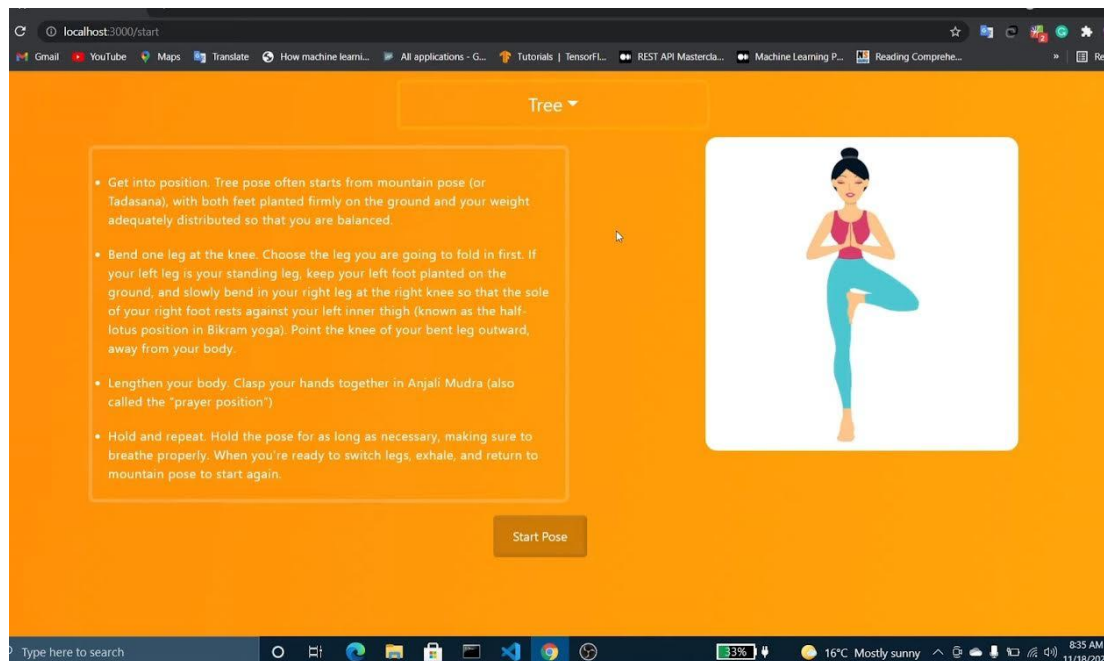 localhost:3000/start
Gmail YouTube Maps Translate How machine learni... All applications - G... Tutorials | TensorFl... REST API Mastercla... Machine Learning P... Reading Comprehe... » Re
Tree
• Get into position. Tree pose often starts from mountain pose (or
Tadasana), with both feet planted firmly on the ground and your weight
adequately distributed so that you are balanced.
• Bend one leg at the knee. Choose the leg you are going to fold in first. If
your left leg is your standing leg, keep your left foot planted on the
ground, and slowly bend in your right leg at the right knee so that the sole
of your right foot rests against your left inner thigh (known as the half-
lotus position in Bikram yoga). Point the knee of your bent leg outward,
away from your body.
• Lengthen your body. Clasp your hands together in Anjali Mudra (also
called the "prayer position")
• Hold and repeat. Hold the pose for as long as necessary, making sure to
breathe properly. When you're ready to switch legs, exhale, and return to
mountain pose to start again.
Start Pose
Type here to search
33%
16°C Mostly sunny
8:35 AM
11/18/202